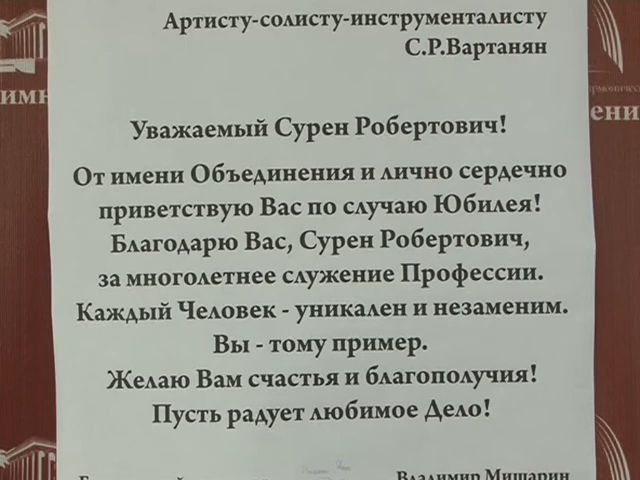 Артисту-солисту-инструменталисту
С.Р.Вартанян
Уважаемый Сурен Робертович!
От имени Объединения и лично сердечно
приветствую Вас по случаю Юбилея!
Благодарю Вас, Сурен Робертович,
за многолетнее служение Профессии.
Каждый Человек - уникален и незаменим.
Вы - тому пример.
Желаю Вам счастья и благополучия!
Пусть радует любимое Дело!
Владимир Мишарин